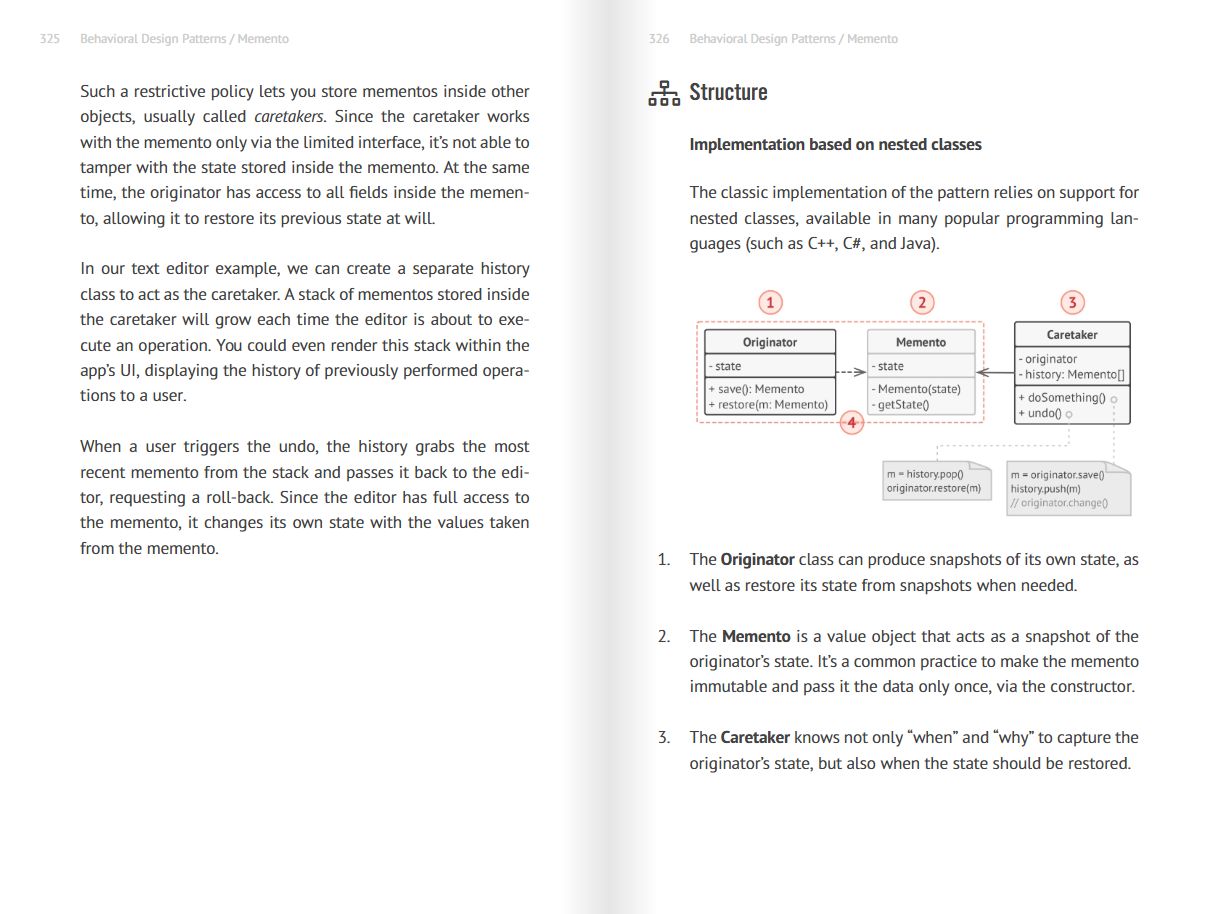 325 Behavioral Design Patterns / Memento
Such a restrictive policy lets you store mementos inside other
objects, usually called caretakers. Since the caretaker works
with the memento only via the limited interface, it's not able to
tamper with the state stored inside the memento. At the same
time, the originator has access to all fields inside the memen-
to, allowing it to restore its previous state at will.
In our text editor example, we can create a separate history
class to act as the caretaker. A stack of mementos stored inside
the caretaker will grow each time the editor is about to exe-
cute an operation. You could even render this stack within the
app's UI, displaying the history of previously performed opera-
tions to a user.
When a user triggers the undo, the history grabs the most
recent memento from the stack and passes it back to the edi-
tor, requesting a roll-back. Since the editor has full access to
the memento, it changes its own state with the values taken
from the memento.
326 Behavioral Design Patterns / Memento
Structure
Implementation based on nested classes
The classic implementation of the pattern relies on support for
nested classes, available in many popular programming lan-
guages (such as C++, C#, and Java).
1
2
3
Originator
- state
+ save(): Memento
+ restore(m: Memento)
Memento
- state
- Memento(state)
- getState()
Caretaker
- originator
- history: Memento[]
+ doSomething()
+ undo()
4
m = history.pop()
originator.restore(m)
m = originator.save()
history.push(m)
// originator.change()
1. The Originator class can produce snapshots of its own state, as
well as restore its state from snapshots when needed.
2. The Memento is a value object that acts as a snapshot of the
originator's state. It's a common practice to make the memento
immutable and pass it the data only once, via the constructor.
3. The Caretaker knows not only “when” and “why” to capture the
originator's state, but also when the state should be restored.